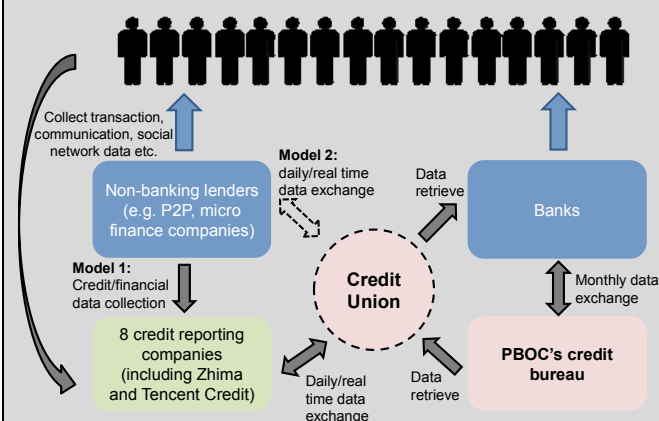 Collect transaction,
communication, social
network data etc.
Model 2:
daily/real time
data exchange
Non-banking lenders
(e.g. P2P, micro
finance companies)
Data
retrieve
Banks
Model 1:
Credit/financial
data collection
Credit
Union
Monthly data
exchange
8 credit reporting
companies
(including Zhima
and Tencent Credit)
Daily/real
time data
exchange
Data
retrieve
PBOC's credit
bureau